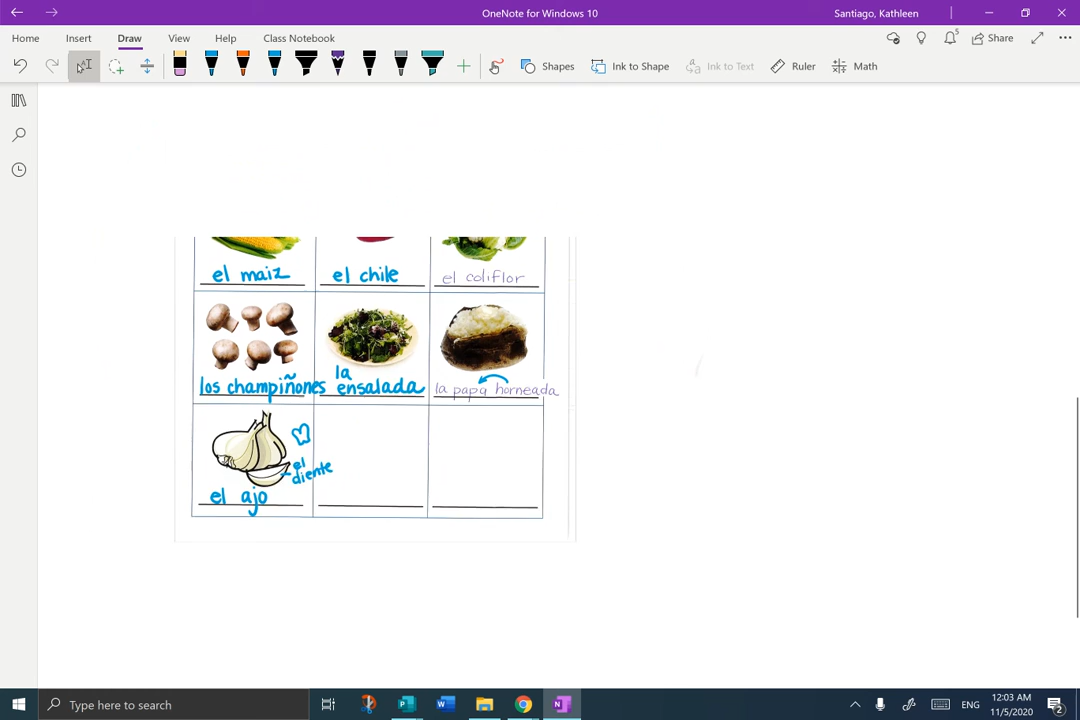 OneNote for Windows 10
Santiago, Kathleen
Home
Insert
Draw
View
Help
Class Notebook
5
Share
Shapes
Ink to Shape
Ink to Text
Ruler
Math
el maiz
el chile
el coliflor
los champiñones
la
ensalada
la papa horneada
el
diente
el ajo
Type here to search
ENG
12:03 AM
11/5/2020
2